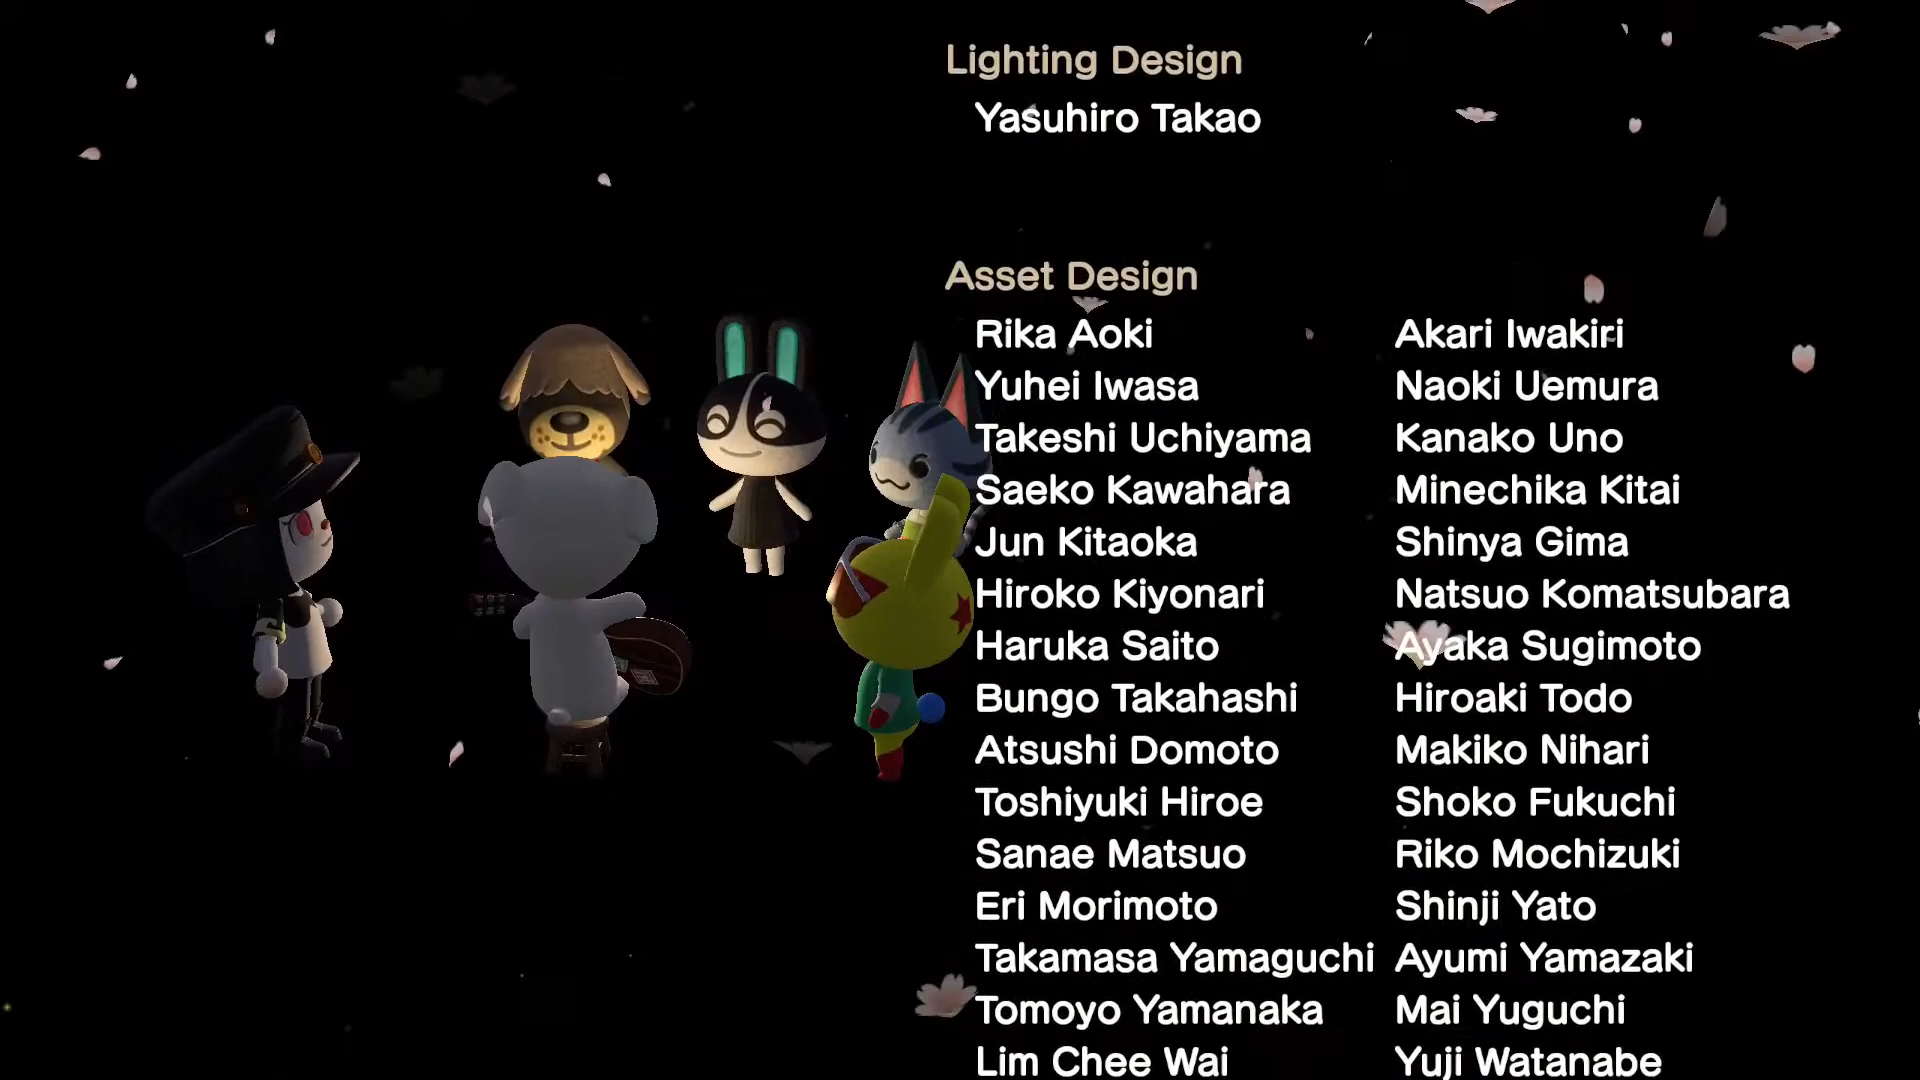 Lighting Design
Yasuhiro Takao
Asset Design
Rika Aoki Akari Iwakiri
Yuhei Iwasa Naoki Uemura
Takeshi Uchiyama Kanako Uno
Saeko Kawahara Minechika Kitai
Jun Kitaoka Shinya Gima
Hiroko Kiyonari Natsuo Komatsubara
Haruka Saito Ayaka Sugimoto
Bungo Takahashi Hiroaki Todo
Atsushi Domoto Makiko Nihari
Toshiyuki Hiroe Shoko Fukuchi
Sanae Matsuo Riko Mochizuki
Eri Morimoto Shinji Yato
Takamasa Yamaguchi Ayumi Yamazaki
Tomoyo Yamanaka Mai Yuguchi
Lim Chee Wai Yuji Watanabe